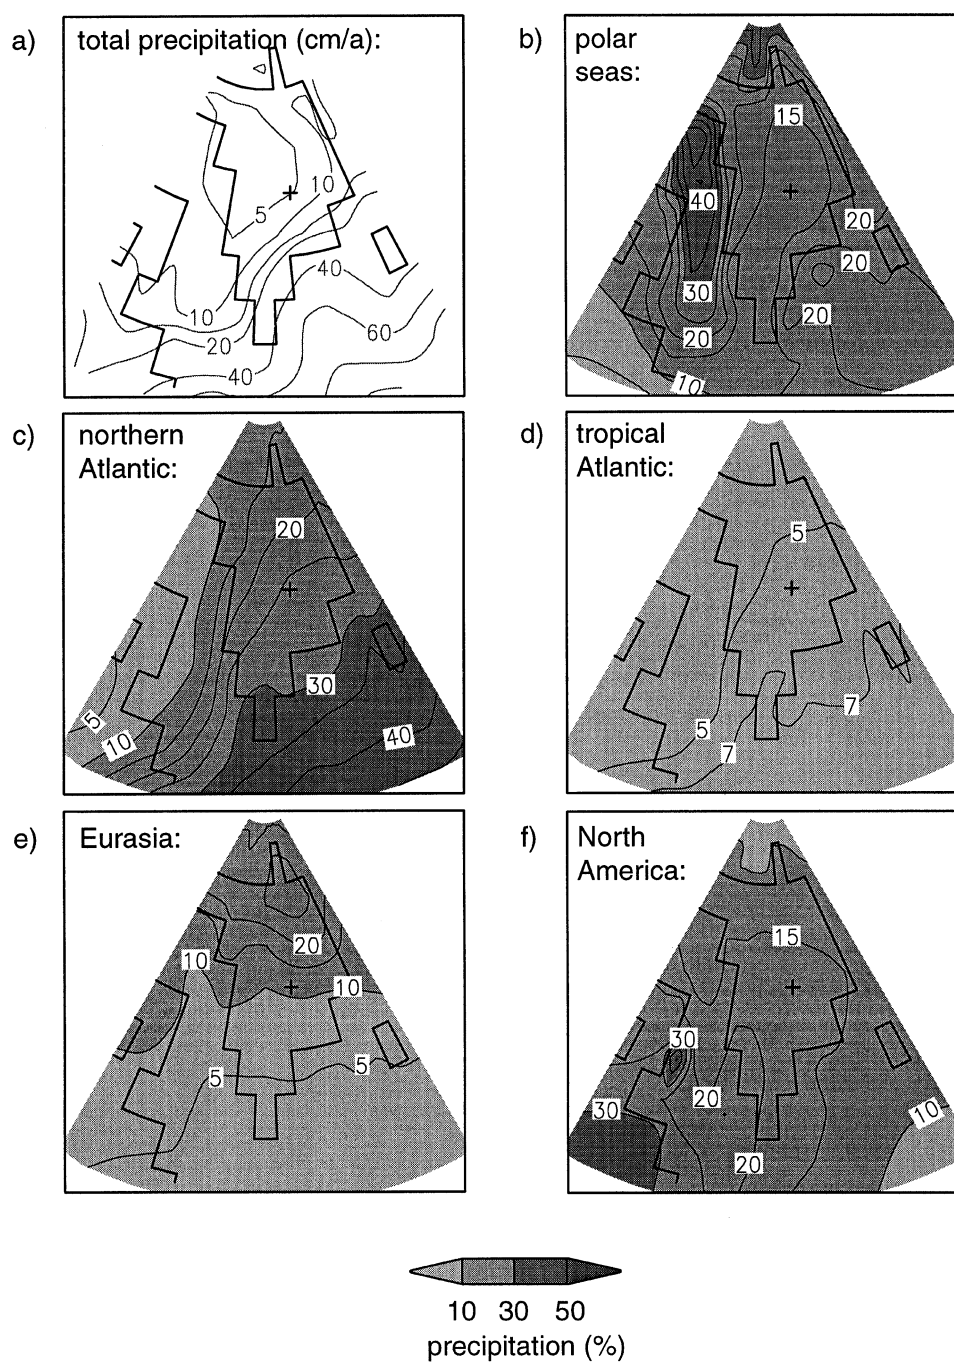 a) total precipitation (cm/a):
10
5
40
10
20
60
40
b) polar
seas:
15
40
20
20
30
20
20
10
c) northern
Atlantic:
20
30
5
10
40
d) tropical
Atlantic:
5
5
7
7
e) Eurasia:
20
10
10
5
5
f) North
America:
15
30
20
30
10
20
10 30 50
precipitation (%)